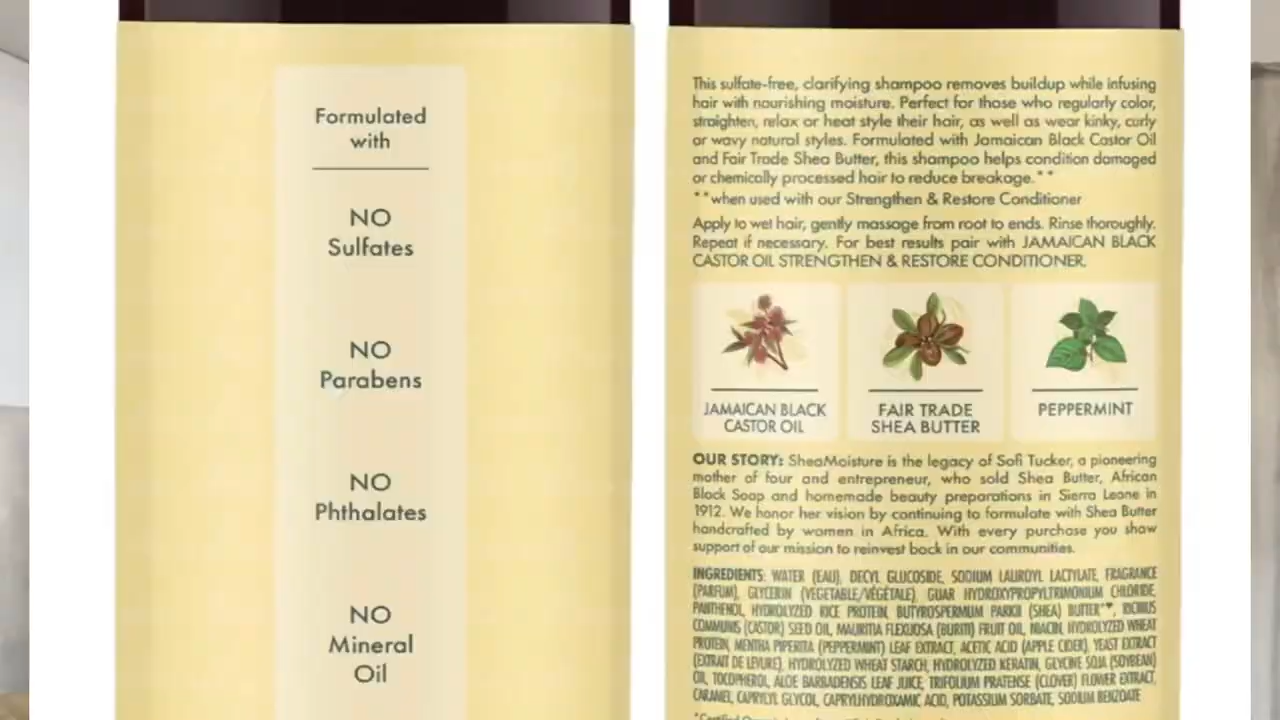 Formulated
with
NO
Sulfates
NO
Parabens
NO
Phthalates
NO
Mineral
Oil
This sulfate-free, clarifying shampoo removes buildup while infusing
hair with nourishing moisture. Perfect for those who regularly color,
straighten, relax or heat style their hair, as well as wear kinky, curly
or wavy natural styles. Formulated with Jamaican Black Castor Oil
and Fair Trade Shea Butter, this shampoo helps condition damaged
or chemically processed hair to reduce breakage.**
**when used with our Strengthen & Restore Conditioner
Apply to wet hair, gently massage from root to ends. Rinse thoroughly.
Repeat if necessary. For best results pair with JAMAICAN BLACK
CASTOR OIL STRENGTHEN & RESTORE CONDITIONER.
JAMAICAN BLACK
CASTOR OIL
FAIR TRADE
SHEA BUTTER
PEPPERMINT
OUR STORY: SheaMoisture is the legacy of Sofi Tucker, a pioneering
mother of four and entrepreneur, who sold Shea Butter, African
Black Soap and homemade beauty preparations in Sierra Leone in
1912. We honor her vision by continuing to formulate with Shea Butter
handcrafted by women in Africa. With every purchase you show
support of our mission to reinvest back in our communities.
INGREDIENTS: WATER (EAU), DECYL GLUCOSIDE, SODIUM LAUROYL LACTYLATE, FRAGRANCE
(PARFUM), GLYCERIN (VEGETABLE/VÉGÉTALE), GUAR HYDROXYPROPYLTRIMONIUM CHLORIDE,
PANTHENOL, HYDROLYZED RICE PROTEIN, BUTYROSPERMUM PARKII (SHEA) BUTTER*♥, RICINUS
COMMUNIS (CASTOR) SEED OIL, MAURITIA FLEXUOSA (BURITI) FRUIT OIL, NIACIN, HYDROLYZED WHEAT
PROTEIN, MENTHA PIPERITA (PEPPERMINT) LEAF EXTRACT, ACETIC ACID (APPLE CIDER), YEAST EXTRACT
(EXTRAIT DE LEVURE), HYDROLYZED WHEAT STARCH, HYDROLYZED KERATIN, GLYCINE SOJA (SOYBEAN)
OIL, TOCOPHEROL, ALOE BARBADENSIS LEAF JUICE, TRIFOLIUM PRATENSE (CLOVER) FLOWER EXTRACT,
CARAMEL, CAPRYLYL GLYCOL, CAPRYLHYDROXAMIC ACID, POTASSIUM SORBATE, SODIUM BENZOATE